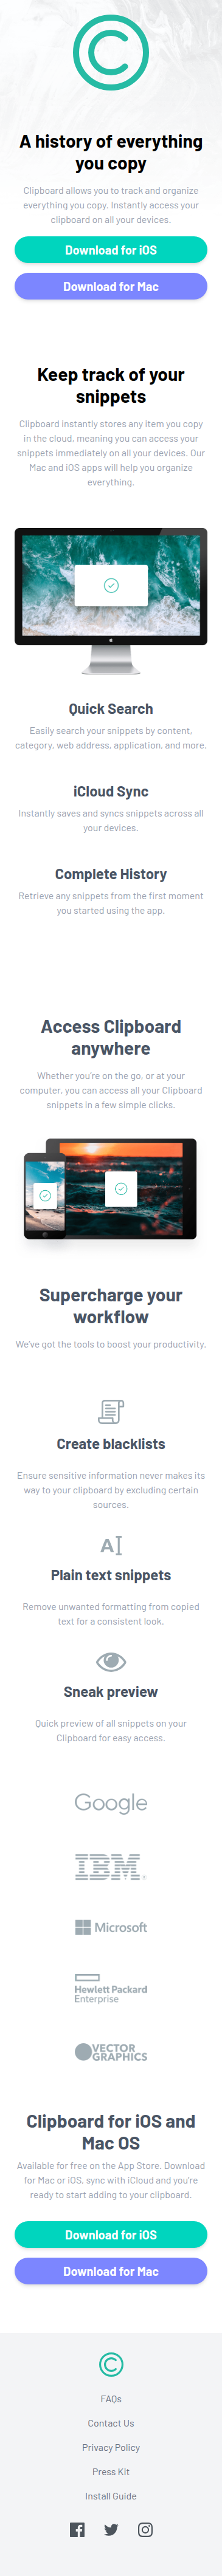 ©
A history of everything
you copy
Clipboard allows you to track and organize
everything you copy. Instantly access your
clipboard on all your devices.
Download for iOS
Download for Mac
Keep track of your
snippets
Clipboard instantly stores any item you copy
in the cloud, meaning you can access your
snippets immediately on all your devices. Our
Mac and iOS apps will help you organize
everything.
Quick Search
Easily search your snippets by content,
category, web address, application, and more.
iCloud Sync
Instantly saves and syncs snippets across all
your devices.
Complete History
Retrieve any snippets from the first moment
you started using the app.
Access Clipboard
anywhere
Whether you're on the go, or at your
computer, you can access all your Clipboard
snippets in a few simple clicks.
Supercharge your
workflow
We've got the tools to boost your productivity.
Create blacklists
Ensure sensitive information never makes its
way to your clipboard by excluding certain
sources.
A
Plain text snippets
Remove unwanted formatting from copied
text for a consistent look.
Sneak preview
Quick preview of all snippets on your
Clipboard for easy access.
Google
IBM®
Microsoft
Hewlett Packard
Enterprise
VECTOR
GRAPHICS
Clipboard for iOS and
Mac OS
Available for free on the App Store. Download
for Mac or iOS, sync with iCloud and you're
ready to start adding to your clipboard.
Download for iOS
Download for Mac
©
FAQs
Contact Us
Privacy Policy
Press Kit
Install Guide